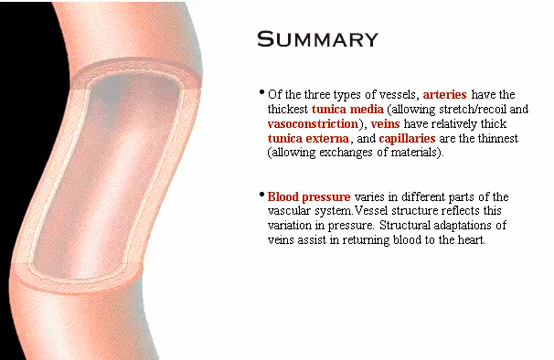 SUMMARY
• Of the three types of vessels, arteries have the
thickest tunica media (allowing stretch/recoil and
vasoconstriction), veins have relatively thick
tunica externa, and capillaries are the thinnest
(allowing exchanges of materials).
• Blood pressure varies in different parts of the
vascular system.Vessel structure reflects this
variation in pressure. Structural adaptations of
veins assist in returning blood to the heart.